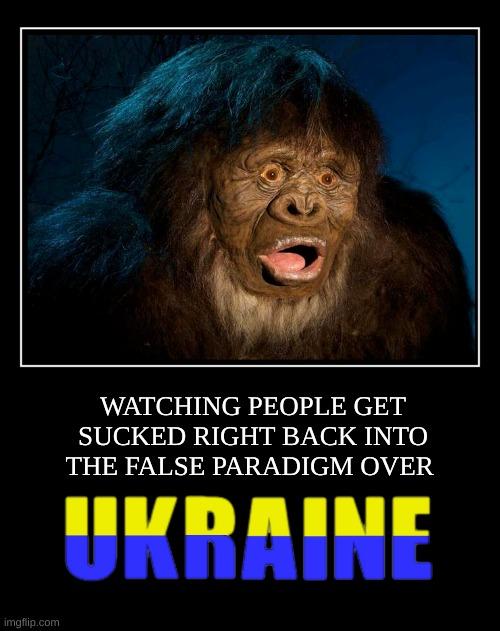 WATCHING PEOPLE GET
SUCKED RIGHT BACK INTO
THE FALSE PARADIGM OVER
UKRAINE
imgflip.com